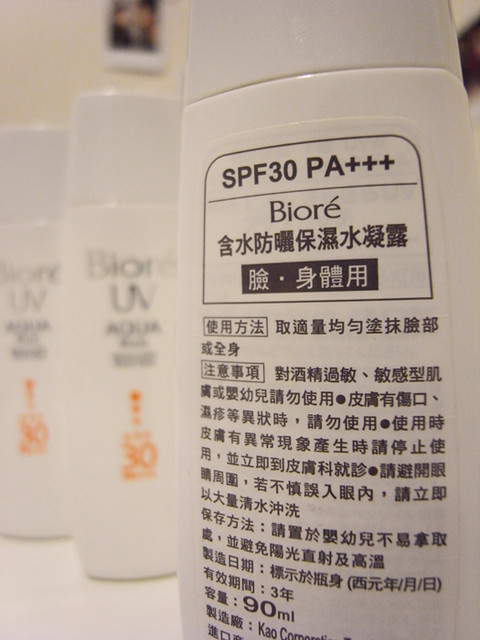 SPF30 PA+++
Bioré
含水防曬保濕水凝露
臉·身體用
使用方法 取適量均勻塗抹臉部
或全身
注意事項 對酒精過敏、敏感型肌
膚或嬰幼兒請勿使用●皮膚有傷口、
濕疹等異狀時，請勿使用●使用時
皮膚有異常現象產生時請停止使
用，並立即到皮膚科就診●請避開眼
睛周圍，若不慎誤入眼內，請立即
以大量清水沖洗
保存方法：請置於嬰幼兒不易拿取
處，並避免陽光直射及高溫
製造日期：標示於瓶身 (西元年/月/日)
有效期間：3年
容量：90ml
製造廠：Kao Corporation
進口商
Bioré
UV
AQUA
30
Bioré
UV
AQUA
30